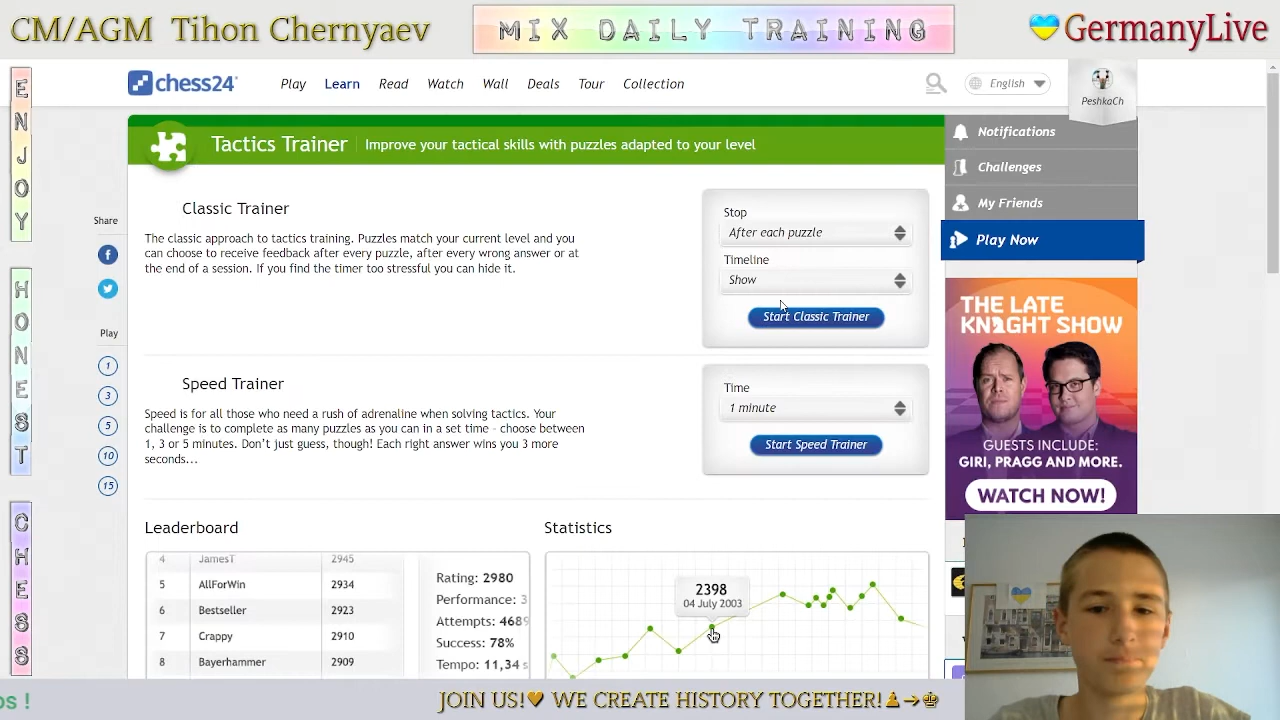 CM/AGM Tihon Chernyaev
MIX DAILY TRAINING
GermanyLive
ENJOY
HONEST
CHESS
chess24
Play Learn Read Watch Wall Deals Tour Collection
English
PeshkaCh
Tactics Trainer Improve your tactical skills with puzzles adapted to your level
Notifications
Challenges
My Friends
Play Now
Share
Play
1
3
5
10
15
Classic Trainer
The classic approach to tactics training. Puzzles match your current level and you
can choose to receive feedback after every puzzle, after every wrong answer or at
the end of a session. If you find the timer too stressful you can hide it.
Stop
After each puzzle
Timeline
Show
Start Classic Trainer
Speed Trainer
Speed is for all those who need a rush of adrenaline when solving tactics. Your
challenge is to complete as many puzzles as you can in a set time - choose between
1, 3 or 5 minutes. Don't just guess, though! Each right answer wins you 3 more
seconds...
Time
1 minute
Start Speed Trainer
THE LATE
KNIGHT SHOW
GUESTS INCLUDE:
GIRI, PRAGG AND MORE.
WATCH NOW!
Leaderboard
4 JamesT 2945
5 AllForWin 2934
6 Bestseller 2923
7 Crappy 2910
8 Bayerhammer 2909
Rating: 2980
Performance: 3
Attempts: 4689
Success: 78%
Tempo: 11,34 s
Statistics
2398
04 July 2003
os !
JOIN US!♥ WE CREATE HISTORY TOGETHER!♟→♚